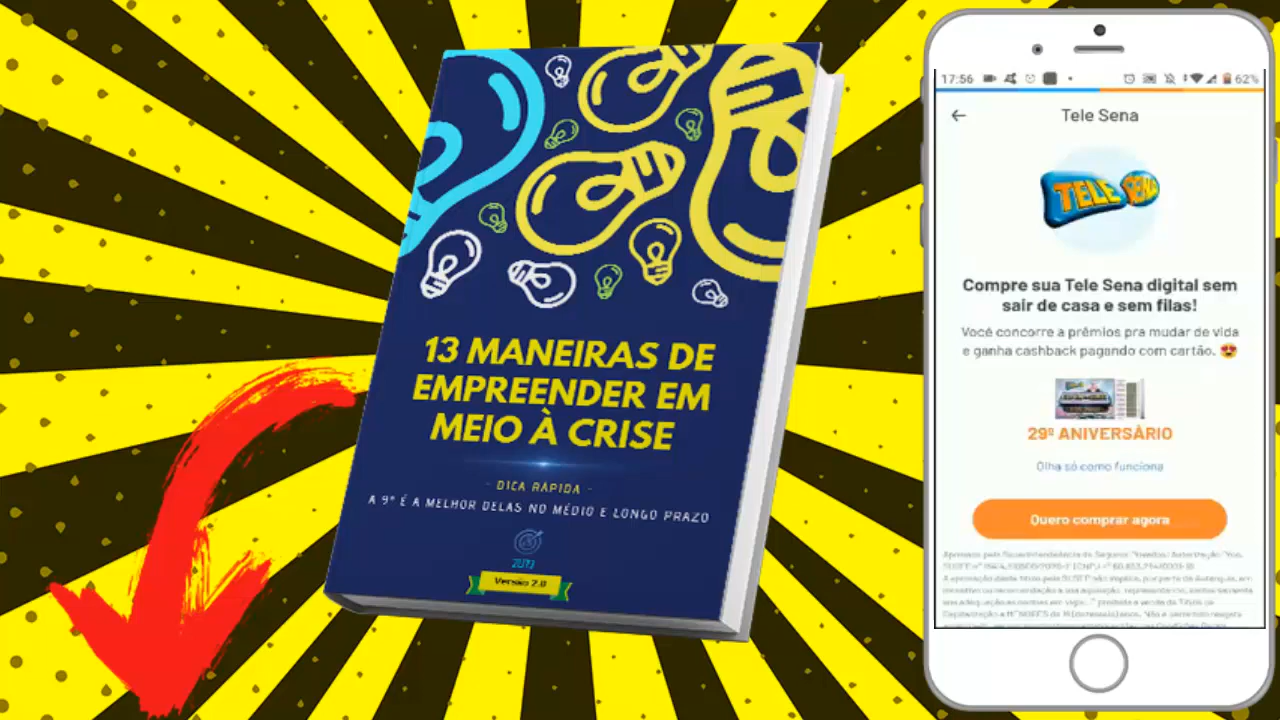 13 MANEIRAS DE
EMPREENDER EM
MEIO À CRISE
- DICA RÁPIDA -
A 9ª É A MELHOR DELAS NO MÉDIO E LONGO PRAZO
2019
Versão 2.0
17:56
62%
Tele Sena
TELE SENA
Compre sua Tele Sena digital sem
sair de casa e sem filas!
Você concorre a prêmios pra mudar de vida
e ganha cashback pagando com cartão.
29º ANIVERSÁRIO
Olha só como funciona
Quero comprar agora